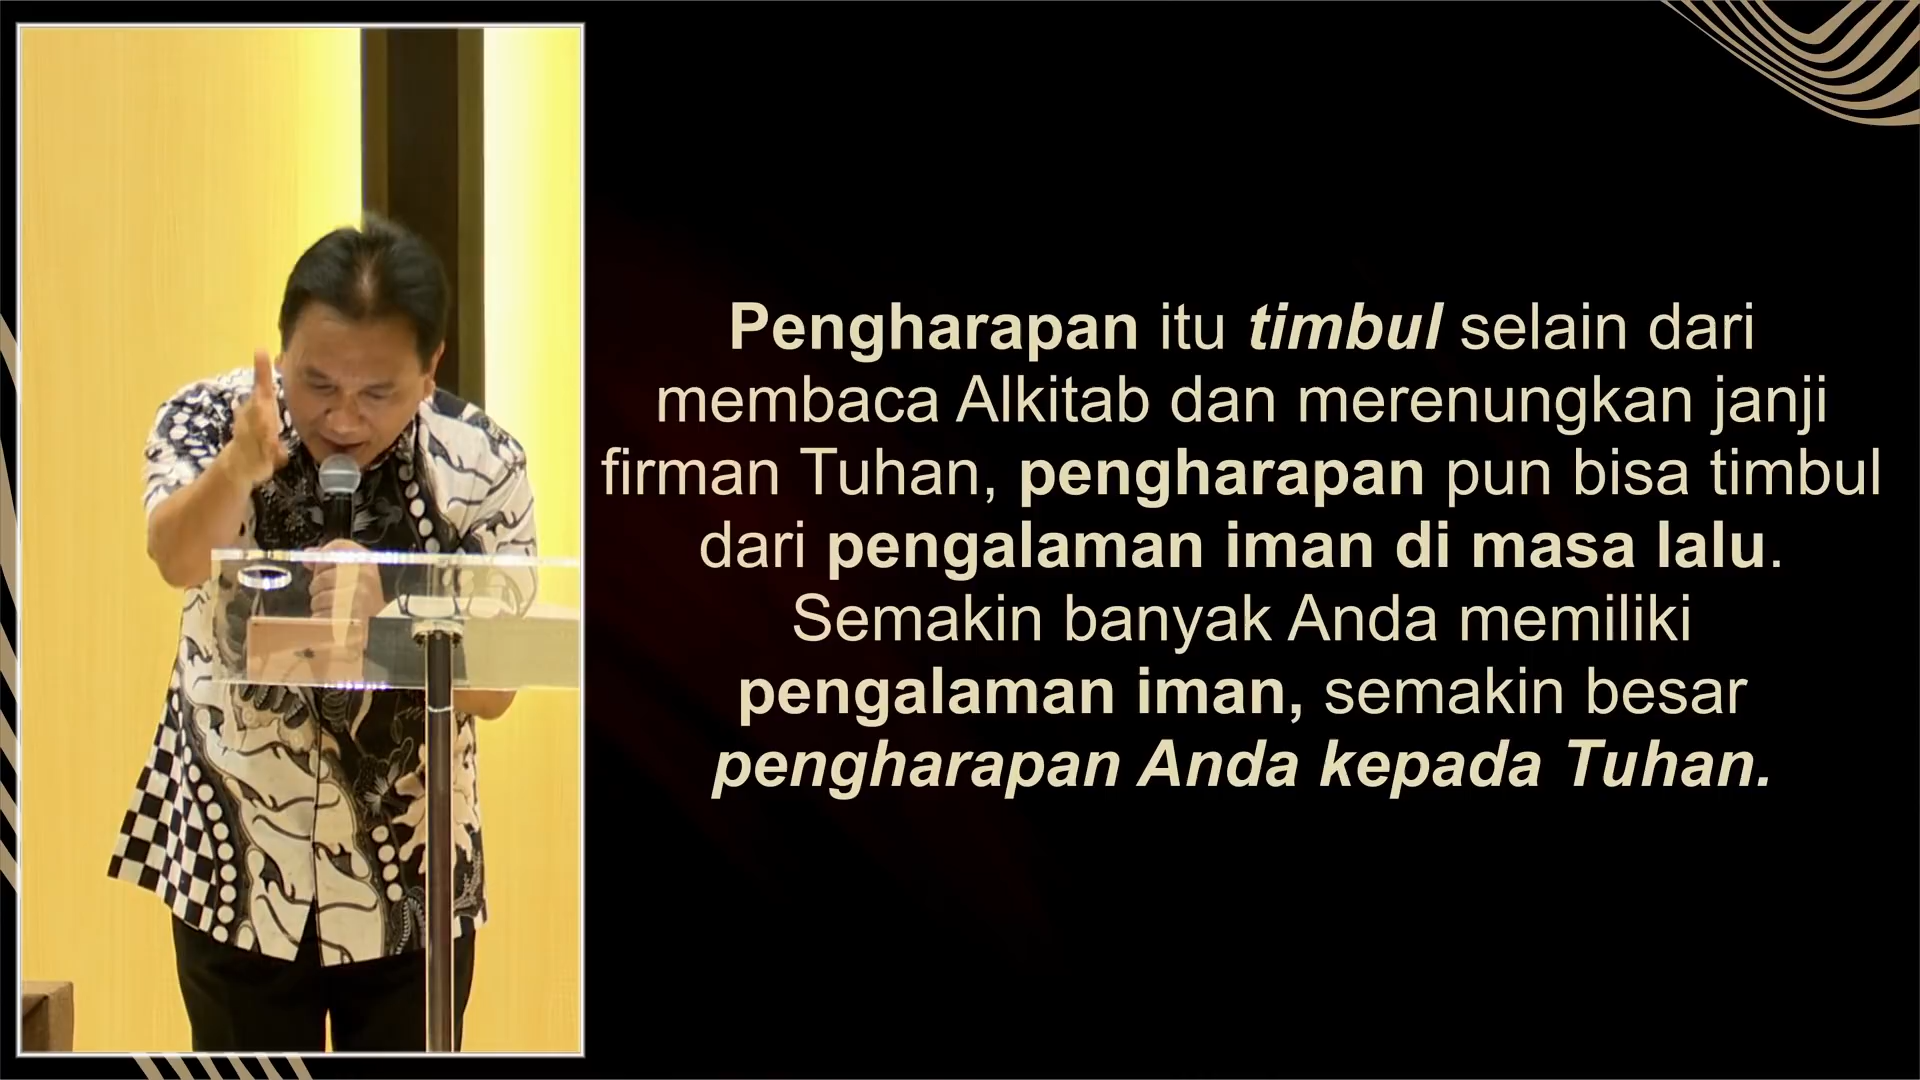 Pengharapan itu timbul selain dari
membaca Alkitab dan merenungkan janji
firman Tuhan, pengharapan pun bisa timbul
dari pengalaman iman di masa lalu.
Semakin banyak Anda memiliki
pengalaman iman, semakin besar
pengharapan Anda kepada Tuhan.